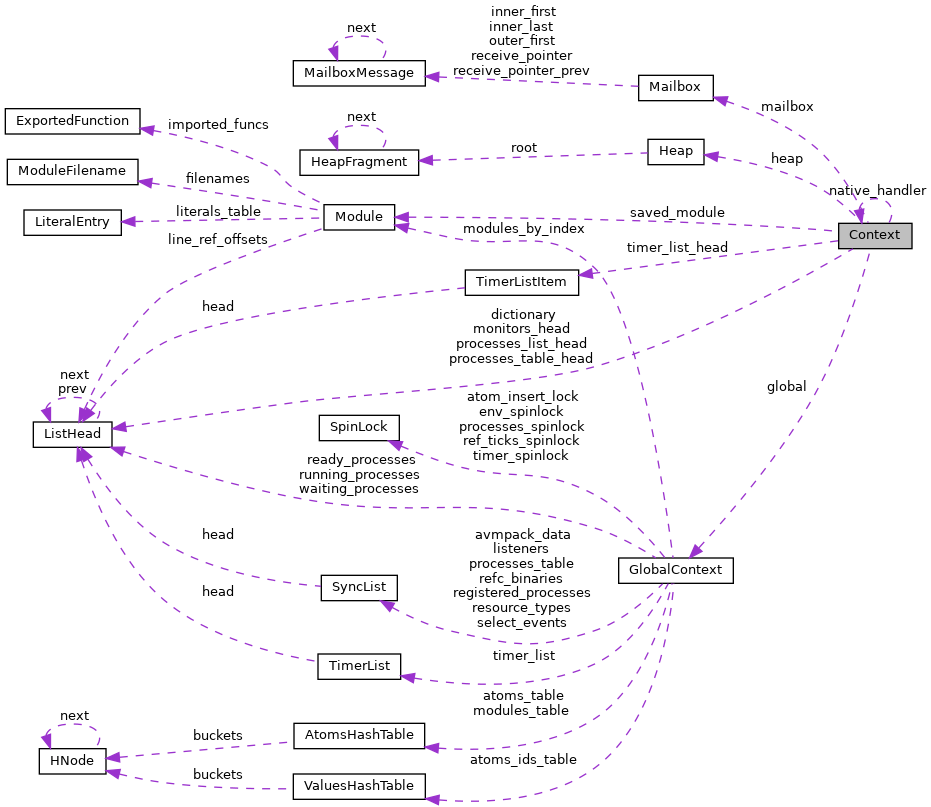 inner_first
inner_last
outer_first
receive_pointer
receive_pointer_prev
next
MailboxMessage
Mailbox
mailbox
ExportedFunction
imported_funcs
next
root
Heap
heap
HeapFragment
ModuleFilename
filenames
native_handler
literals_table
Module
saved_module
LiteralEntry
line_ref_offsets
modules_by_index
Context
timer_list_head
TimerListItem
head
dictionary
monitors_head
processes_list_head
processes_table_head
next
prev
global
ListHead
atom_insert_lock
env_spinlock
processes_spinlock
ref_ticks_spinlock
timer_spinlock
SpinLock
ready_processes
running_processes
waiting_processes
head
avmpack_data
listeners
processes_table
refc_binaries
registered_processes
resource_types
select_events
GlobalContext
SyncList
head
timer_list
TimerList
atoms_table
modules_table
next
buckets
AtomsHashTable
HNode
atoms_ids_table
buckets
ValuesHashTable